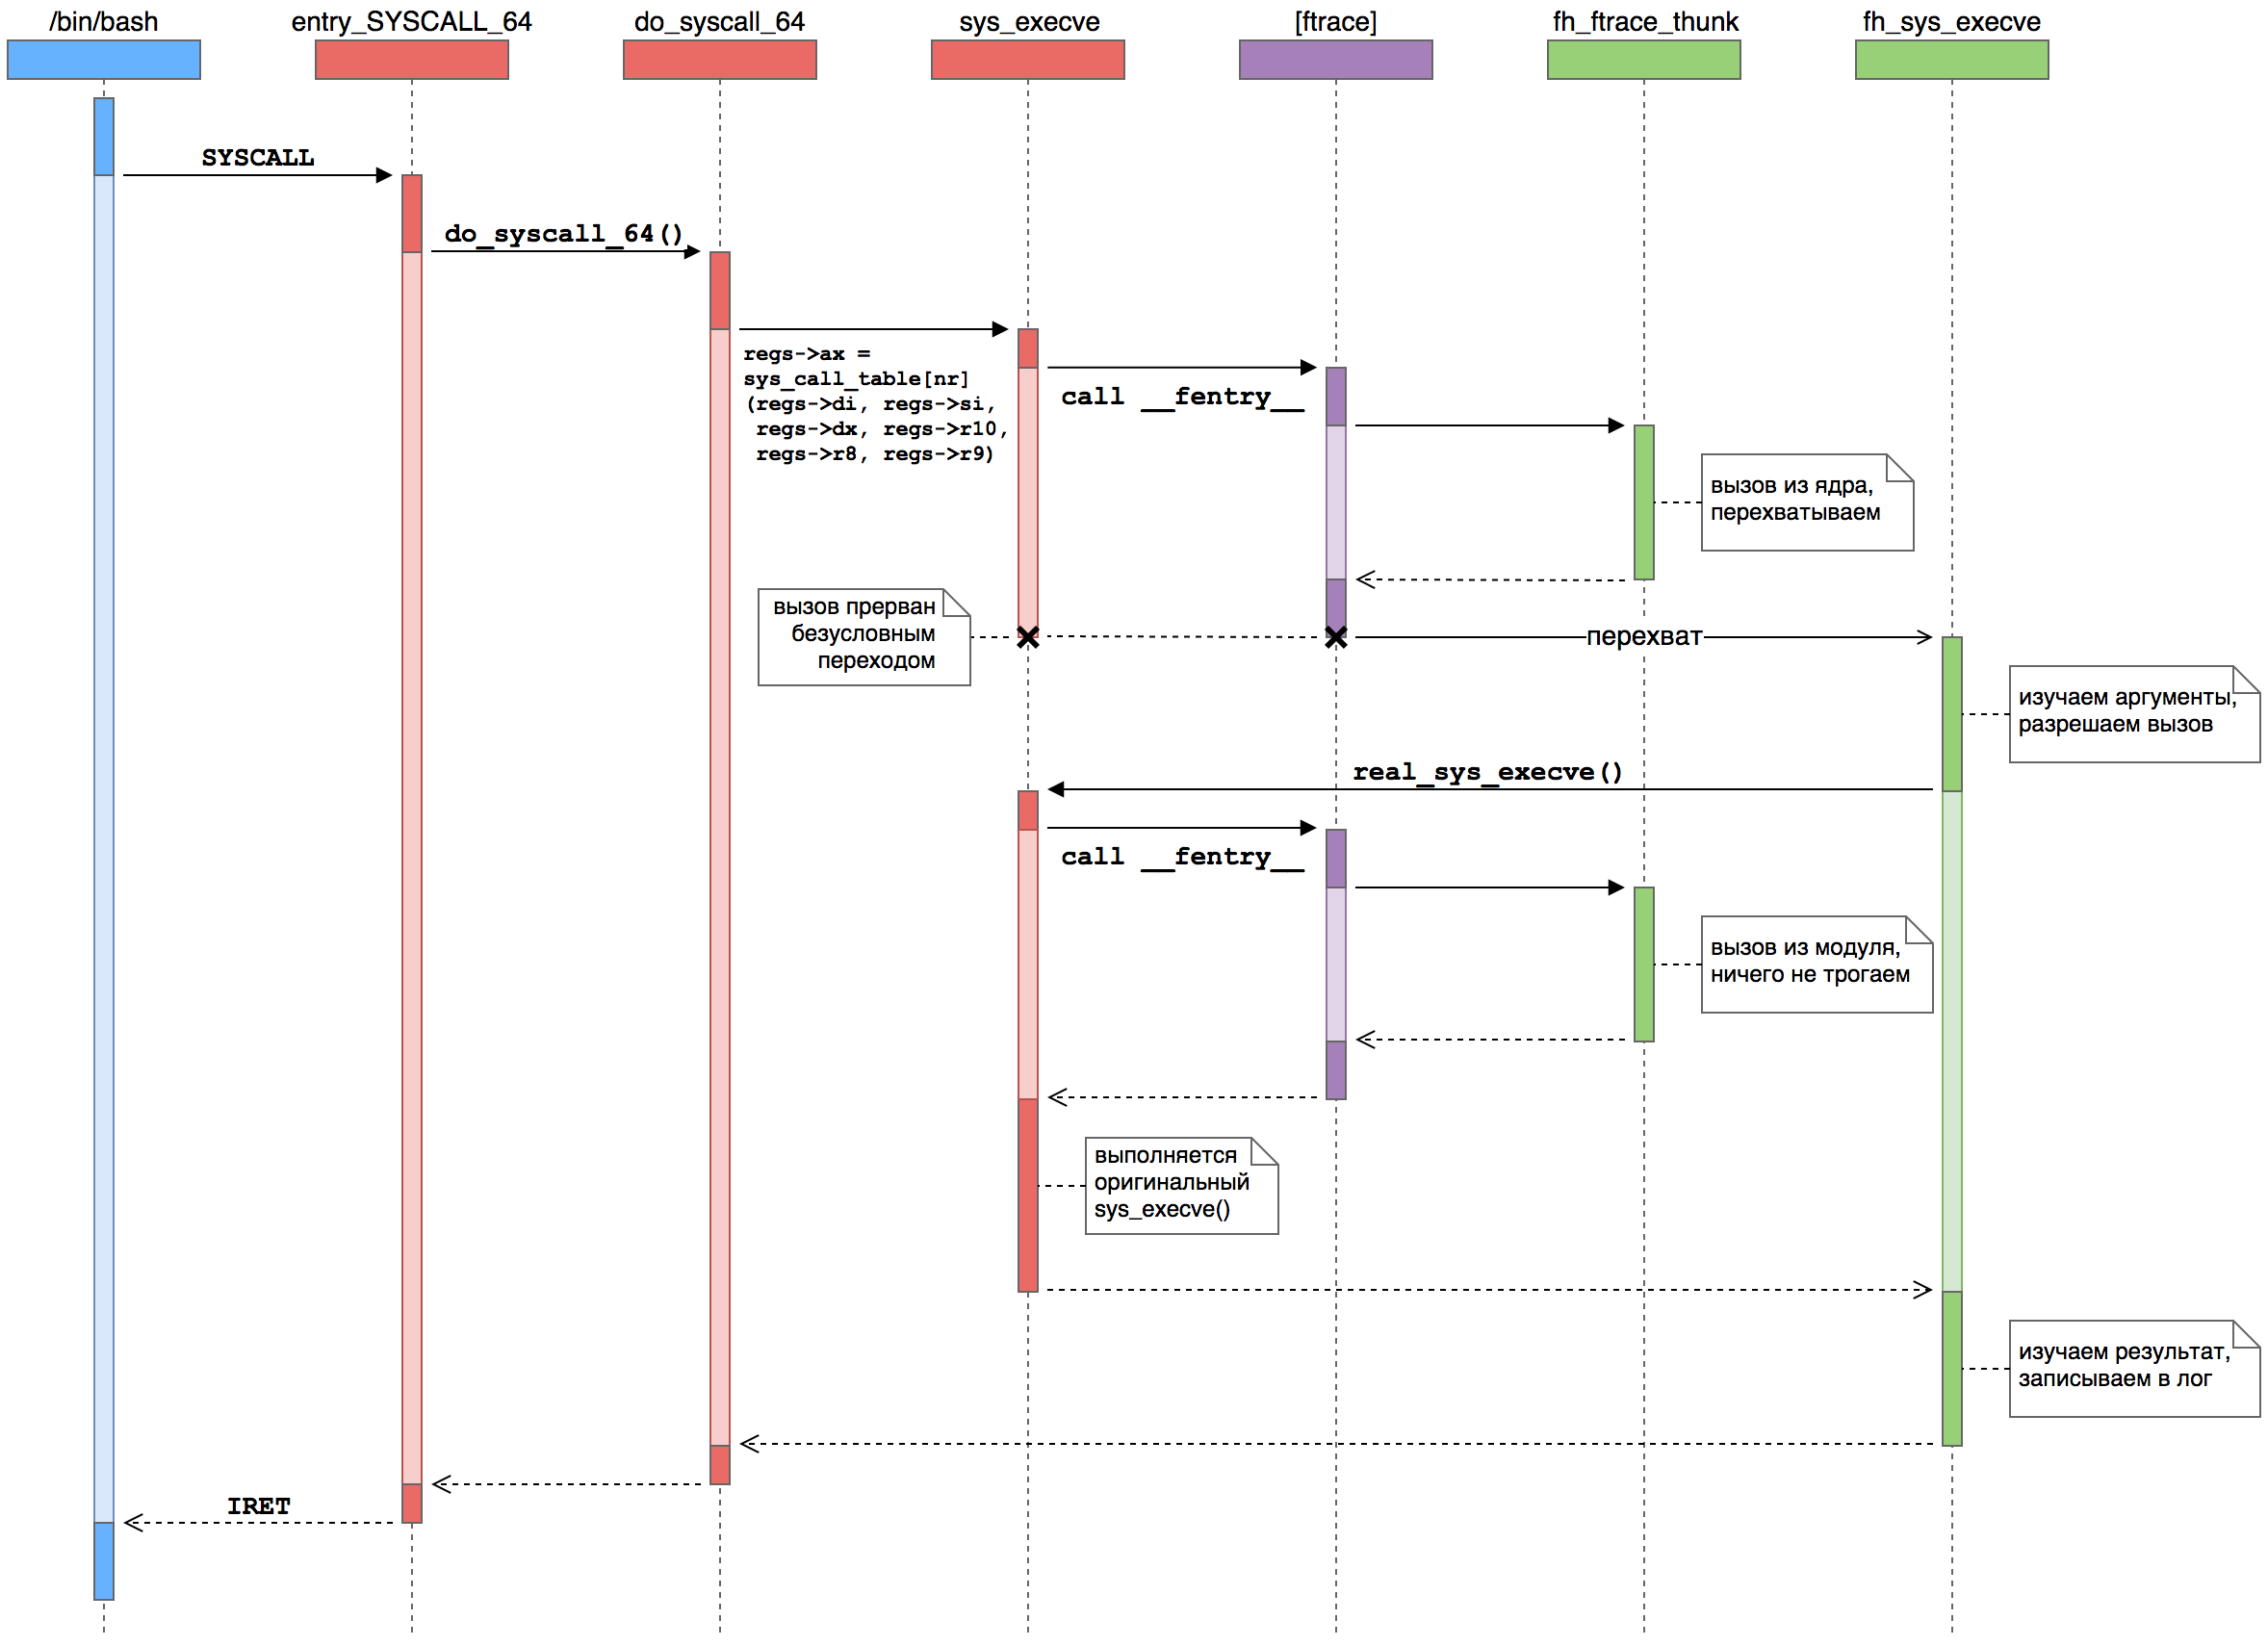 /bin/bash
entry_SYSCALL_64
do_syscall_64
sys_execve
[ftrace]
fh_ftrace_thunk
fh_sys_execve
SYSCALL
do_syscall_64()
regs->ax =
sys_call_table[nr]
(regs->di, regs->si,
regs->dx, regs->r10,
regs->r8, regs->r9)
call __fentry__
вызов из ядра,
перехватываем
вызов прерван
безусловным
переходом
перехват
изучаем аргументы,
разрешаем вызов
real_sys_execve()
call __fentry__
вызов из модуля,
ничего не трогаем
выполняется
оригинальный
sys_execve()
изучаем результат,
записываем в лог
IRET